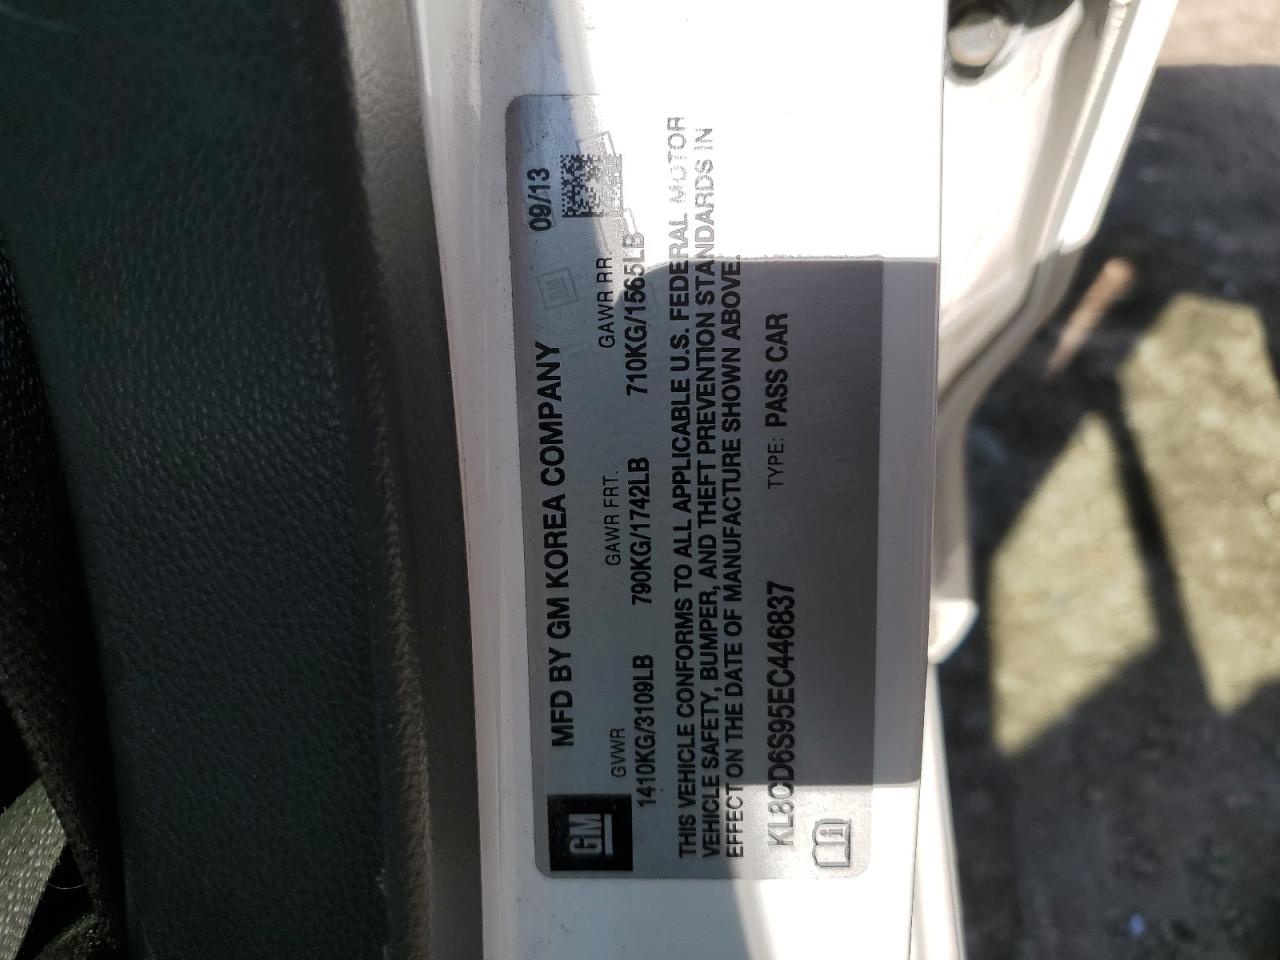 GM
MFD BY GM KOREA COMPANY 09/13
GVWR GAWR FRT. GAWR RR.
1410KG/3109LB 790KG/1742LB 710KG/1565LB
THIS VEHICLE CONFORMS TO ALL APPLICABLE U.S. FEDERAL MOTOR
VEHICLE SAFETY, BUMPER, AND THEFT PREVENTION STANDARDS IN
EFFECT ON THE DATE OF MANUFACTURE SHOWN ABOVE.
KL8CD6S95EC446837 TYPE: PASS CAR